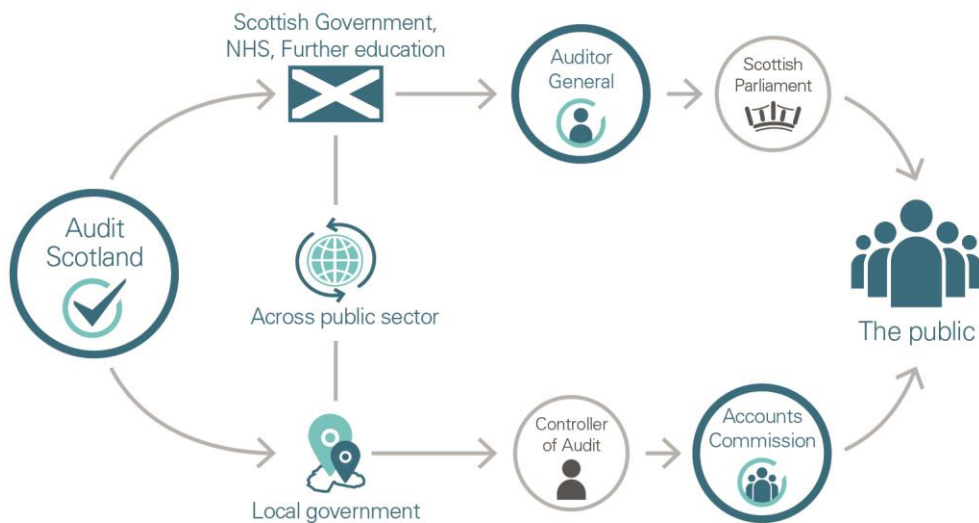 Scottish Government,
NHS, Further education
Auditor
General
Scottish
Parliament
Audit
Scotland
Across public sector
The public
Controller
of Audit
Accounts
Commission
Local government